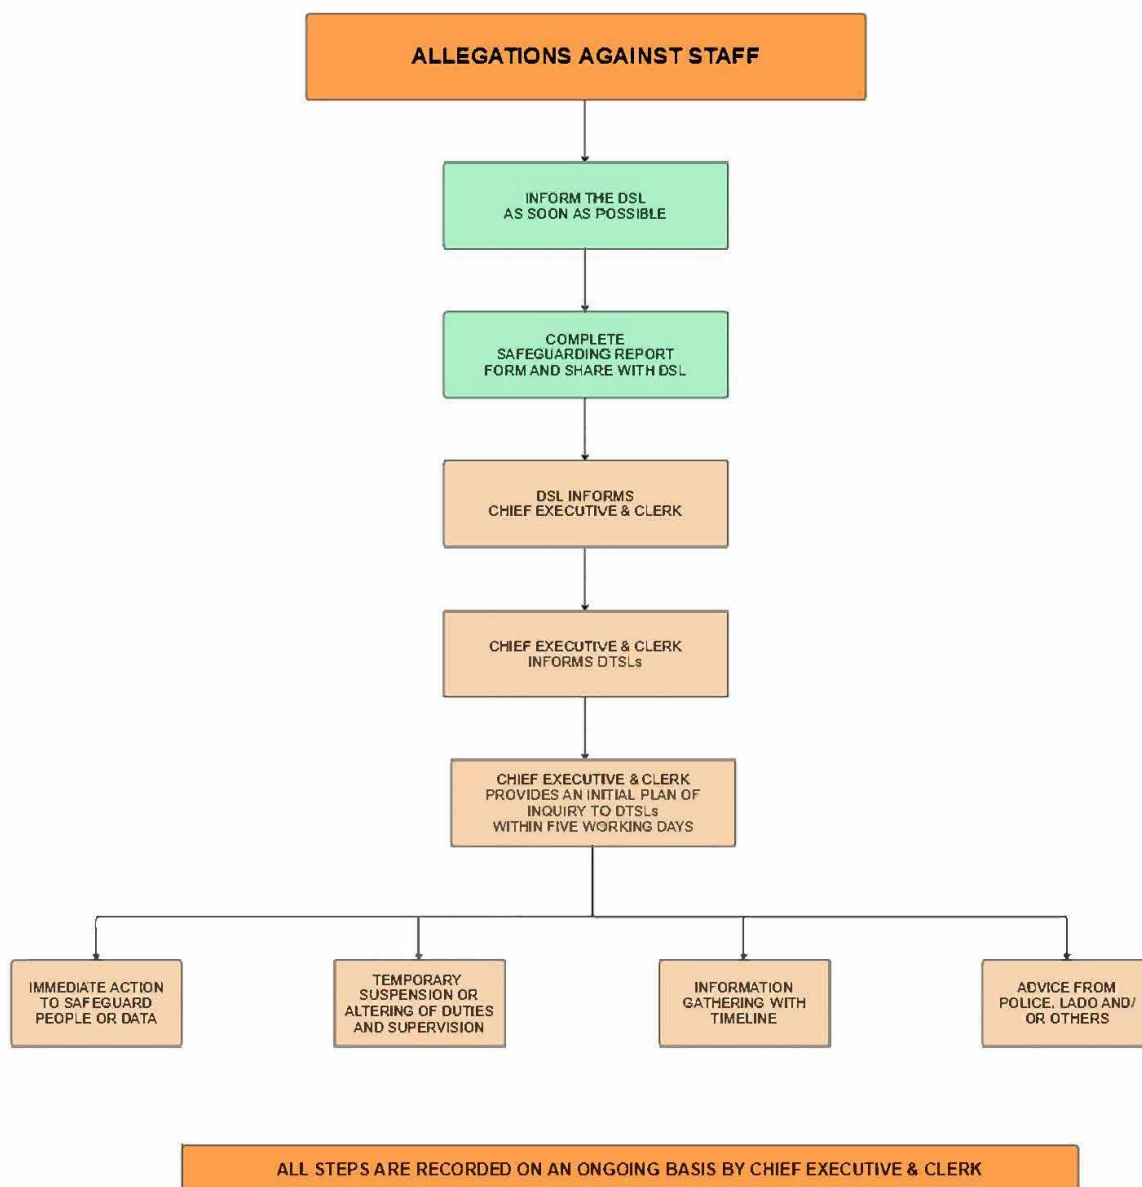 ALLEGATIONS AGAINST STAFF
INFORM THE DSL
AS SOON AS POSSIBLE
COMPLETE
SAFEGUARDING REPORT
FORM AND SHARE WITH DSL
DSL INFORMS
CHIEF EXECUTIVE & CLERK
CHIEF EXECUTIVE & CLERK
INFORMS DTSLs
CHIEF EXECUTIVE & CLERK
PROVIDES AN INITIAL PLAN OF
INQUIRY TO DTSLs
WITHIN FIVE WORKING DAYS
IMMEDIATE ACTION
TO SAFEGUARD
PEOPLE OR DATA
TEMPORARY
SUSPENSION OR
ALTERING OF DUTIES
AND SUPERVISION
INFORMATION
GATHERING WITH
TIMELINE
ADVICE FROM
POLICE, LADO AND/
OR OTHERS
ALL STEPS ARE RECORDED ON AN ONGOING BASIS BY CHIEF EXECUTIVE & CLERK